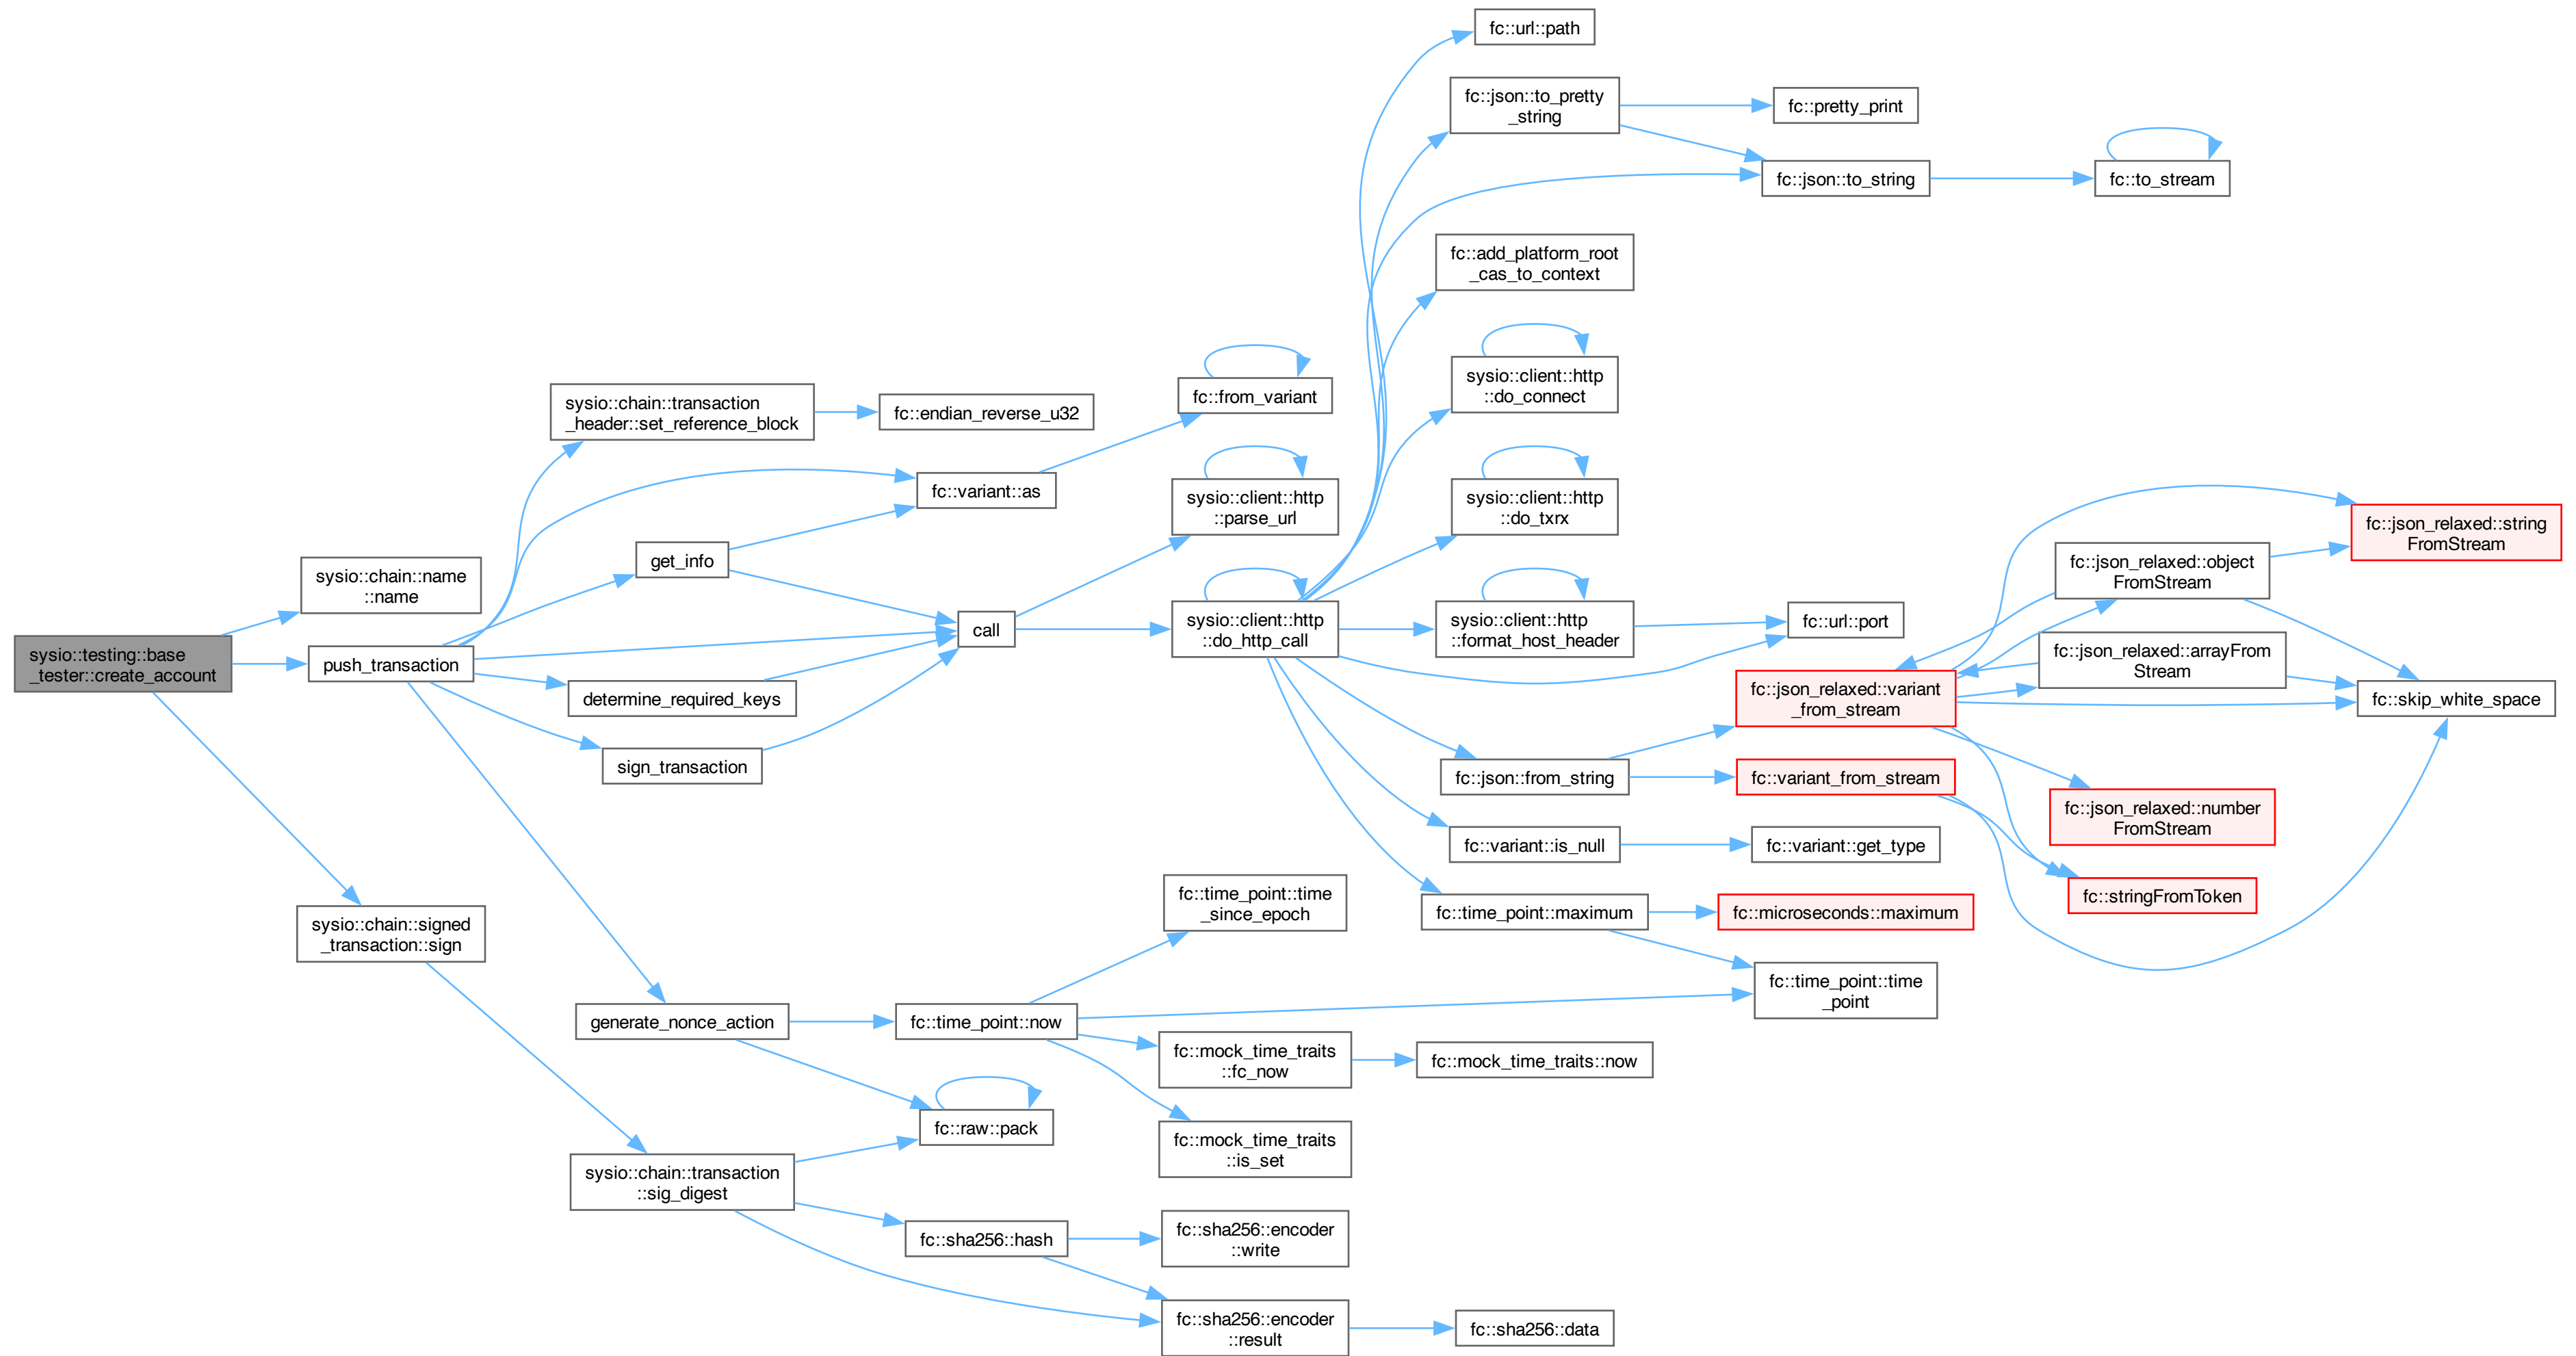 sysio::testing::base
_tester::create_account
sysio::chain::name
::name
push_transaction
sysio::chain::signed
_transaction::sign
sysio::chain::transaction
_header::set_reference_block
get_info
determine_required_keys
sign_transaction
generate_nonce_action
sysio::chain::transaction
::sig_digest
fc::endian_reverse_u32
fc::variant::as
call
fc::time_point::now
fc::raw::pack
fc::sha256::hash
fc::from_variant
sysio::client::http
::parse_url
sysio::client::http
::do_http_call
fc::time_point::time
_since_epoch
fc::mock_time_traits
::fc_now
fc::mock_time_traits
::is_set
fc::sha256::encoder
::write
fc::sha256::encoder
::result
fc::url::path
fc::json::to_pretty
_string
fc::add_platform_root
_cas_to_context
sysio::client::http
::do_connect
sysio::client::http
::do_txrx
sysio::client::http
::format_host_header
fc::json::from_string
fc::variant::is_null
fc::time_point::maximum
fc::mock_time_traits::now
fc::sha256::data
fc::pretty_print
fc::json::to_string
fc::url::port
fc::json_relaxed::variant
_from_stream
fc::variant_from_stream
fc::variant::get_type
fc::microseconds::maximum
fc::time_point::time
_point
fc::to_stream
fc::json_relaxed::object
FromStream
fc::json_relaxed::arrayFrom
Stream
fc::json_relaxed::number
FromStream
fc::stringFromToken
fc::json_relaxed::string
FromStream
fc::skip_white_space